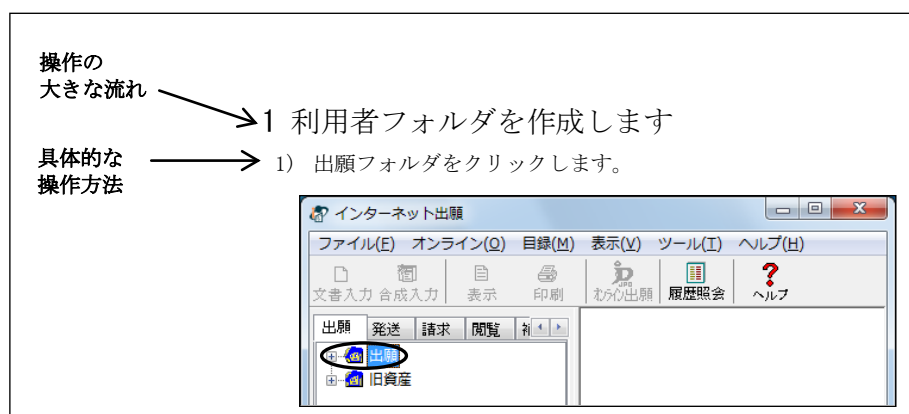 操作の
大きな流れ
1 利用者フォルダを作成します
具体的な
操作方法
1) 出願フォルダをクリックします。
インターネット出願
ファイル(F) オンライン(O) 目録(M) 表示(V) ツール(T) ヘルプ(H)
文書入力 合成入力 表示 印刷 オンライン出願 履歴照会 ヘルプ
出願 発送 請求 閲覧
出願
旧資産